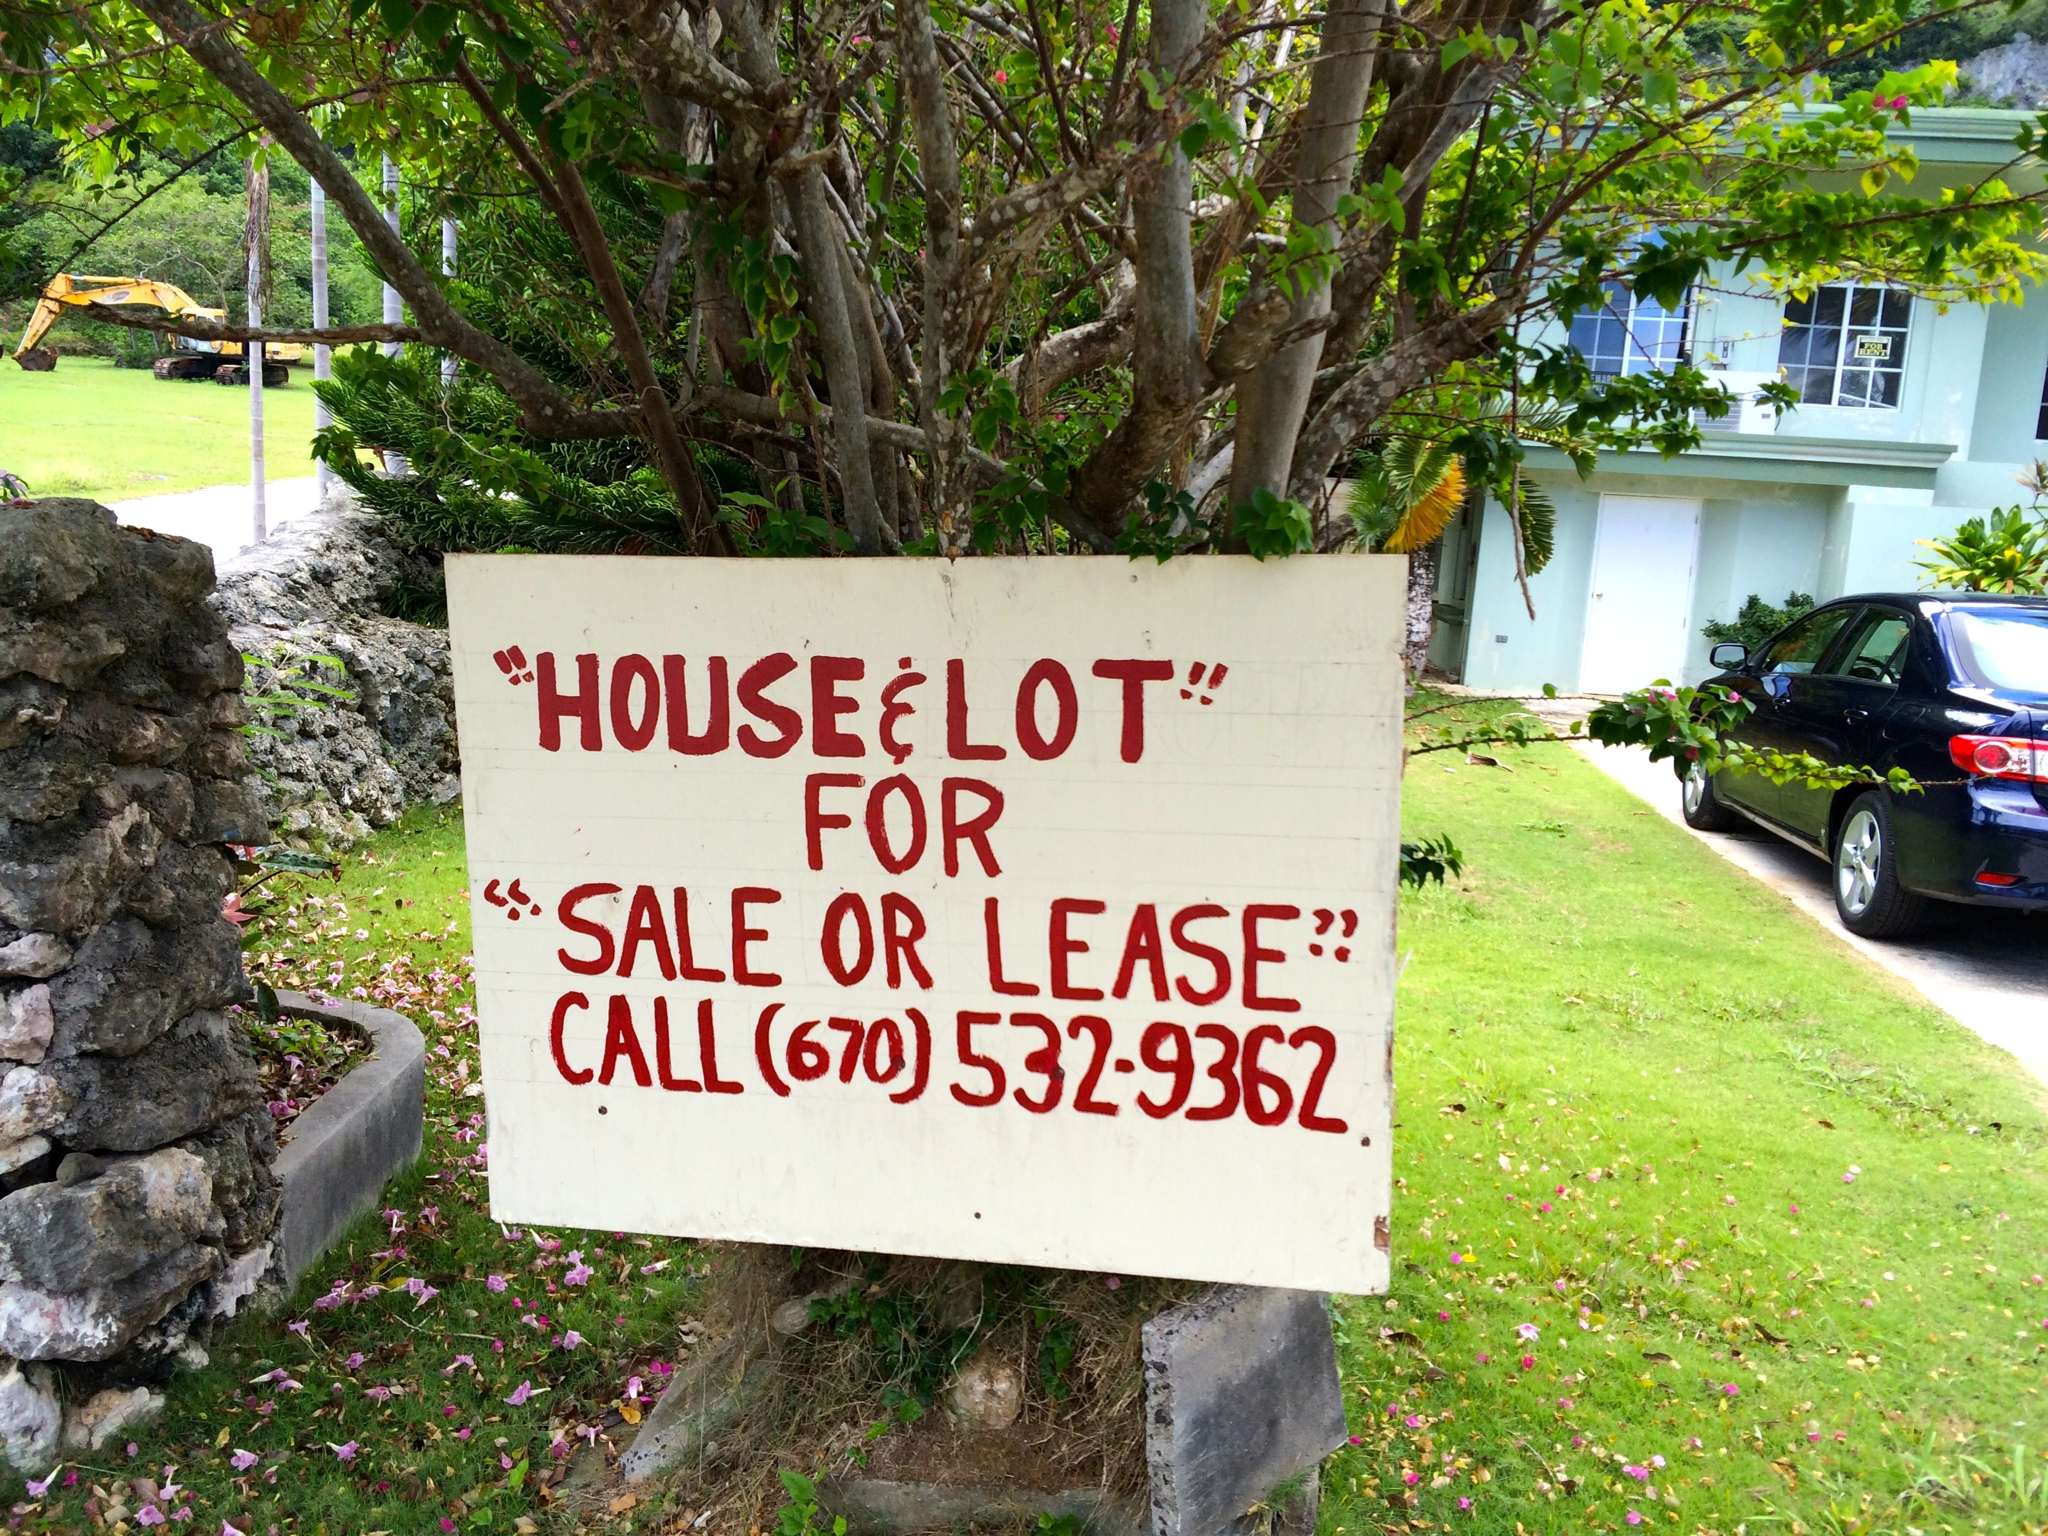 "HOUSE & LOT"
FOR
"SALE OR LEASE"
CALL (670) 532-9362
FOR
RENT